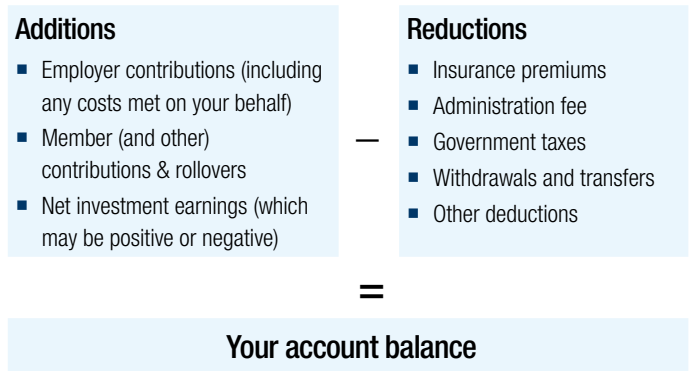 Additions
■ Employer contributions (including
any costs met on your behalf)
■ Member (and other)
contributions & rollovers
■ Net investment earnings (which
may be positive or negative)
–
Reductions
■ Insurance premiums
■ Administration fee
■ Government taxes
■ Withdrawals and transfers
■ Other deductions
=
Your account balance